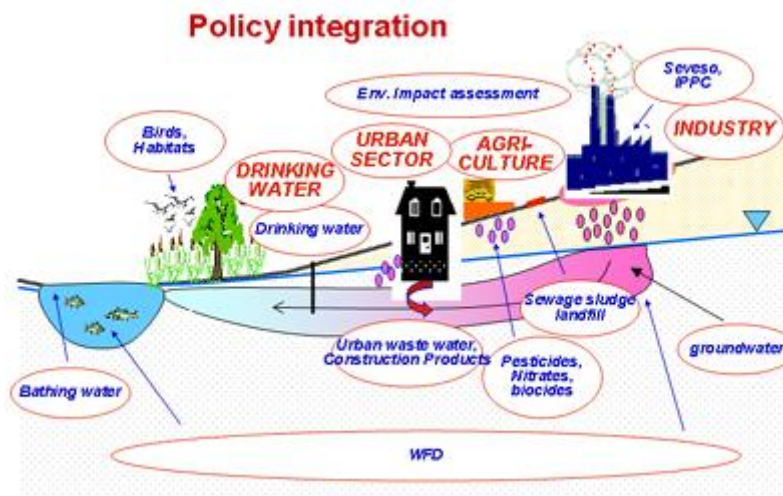 Policy integration
Seveso,
IPPC
Env. Impact assessment
INDUSTRY
Birds,
Habitats
URBAN
SECTOR
AGRI-
CULTURE
DRINKING
WATER
Drinking water
Sewage sludge
landfill
Urban waste water,
Construction Products
groundwater
Pesticides,
Nitrates,
biocides
Bathing water
WFD